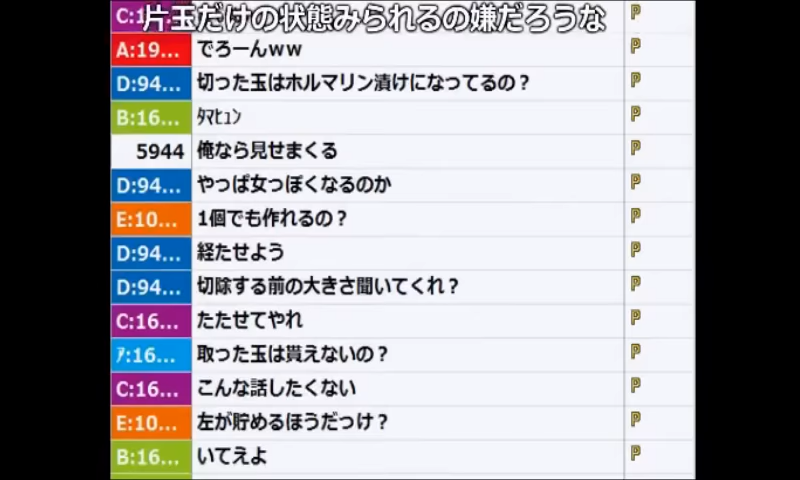 片玉だけの状態みられるの嫌だろうな
C:1
A:19... でろーんｗｗ P
D:94... 切った玉はホルマリン漬けになってるの？ P
B:16... ﾀﾏﾋｭﾝ P
5944 俺なら見せまくる P
D:94... やっぱ女っぽくなるのか P
E:10... 1個でも作れるの？ P
D:94... 経たせよう P
D:94... 切除する前の大きさ聞いてくれ？ P
C:16... たたせてやれ P
ｱ:16... 取った玉は貰えないの？ P
C:16... こんな話したくない P
E:10... 左が貯めるほうだっけ？ P
B:16... いてえよ P